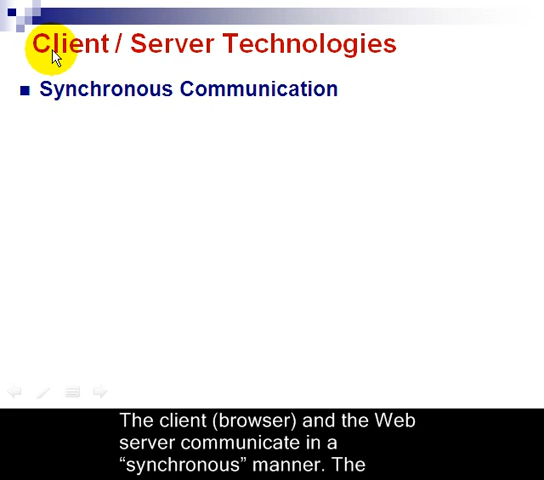 Client / Server Technologies
Synchronous Communication
The client (browser) and the Web
server communicate in a
“synchronous” manner. The